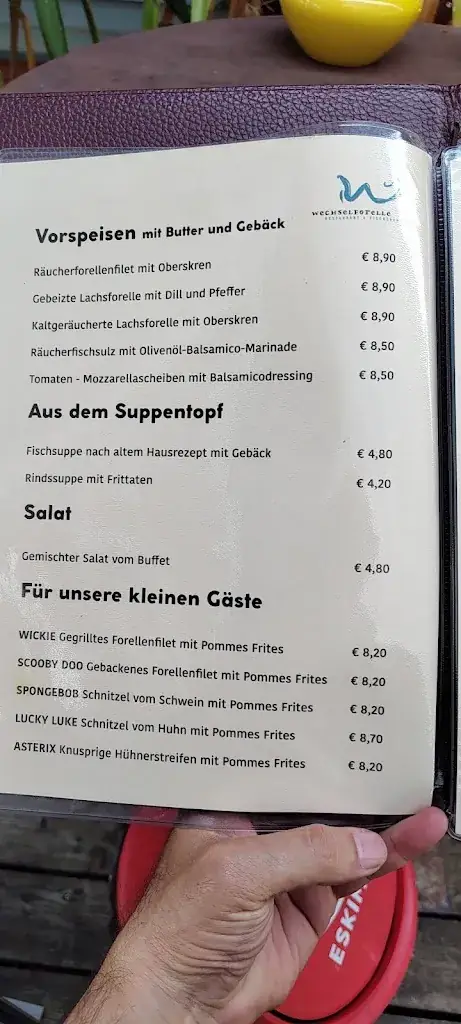 WECHSELFORELLE
Vorspeisen mit Butter und Gebäck
Räucherforellenfilet mit Oberskren € 8,90
Gebeizte Lachsforelle mit Dill und Pfeffer € 8,90
Kaltgeräucherte Lachsforelle mit Oberskren € 8,90
Räucherfischsulz mit Olivenöl-Balsamico-Marinade € 8,50
Tomaten - Mozzarellascheiben mit Balsamicodressing € 8,50
Aus dem Suppentopf
Fischsuppe nach altem Hausrezept mit Gebäck € 4,80
Rindssuppe mit Frittaten € 4,20
Salat
Gemischter Salat vom Buffet € 4,80
Für unsere kleinen Gäste
WICKIE Gegrilltes Forellenfilet mit Pommes Frites € 8,20
SCOOBY DOO Gebackenes Forellenfilet mit Pommes Frites € 8,20
SPONGEBOB Schnitzel vom Schwein mit Pommes Frites € 8,20
LUCKY LUKE Schnitzel vom Huhn mit Pommes Frites € 8,70
ASTERIX Knusprige Hühnerstreifen mit Pommes Frites € 8,20
ESKIM